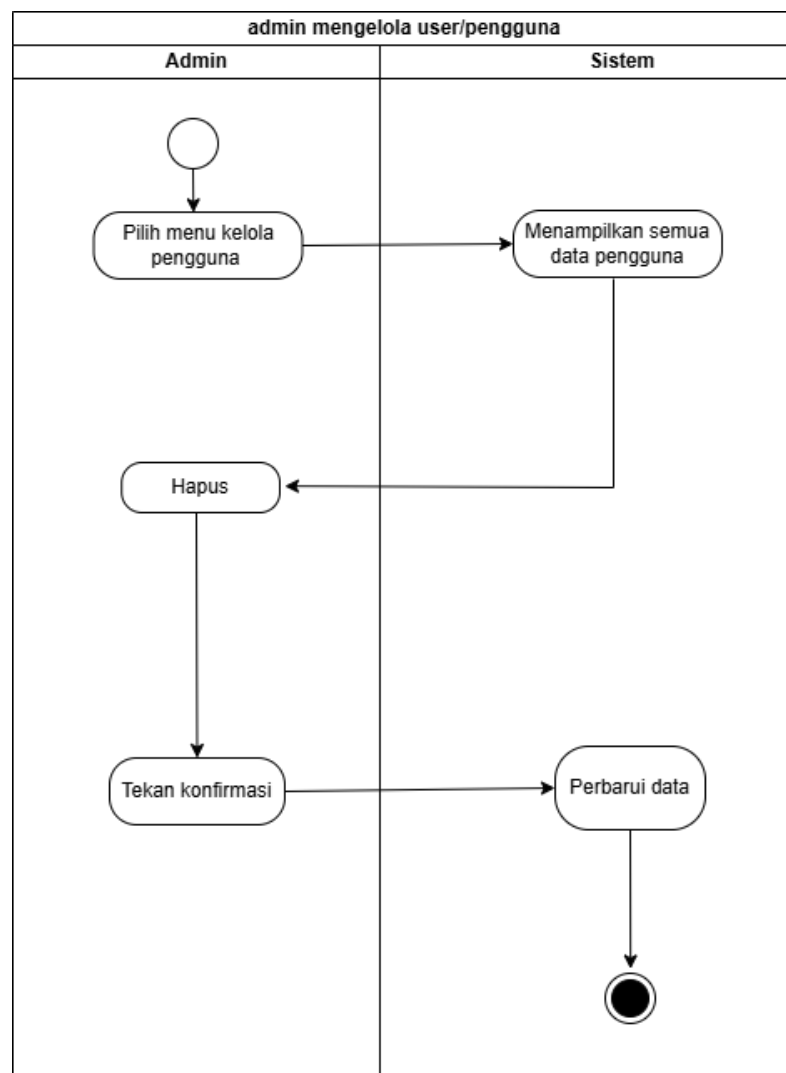 admin mengelola user/pengguna
Admin
Sistem
Pilih menu kelola
pengguna
Menampilkan semua
data pengguna
Hapus
Tekan konfirmasi
Perbarui data